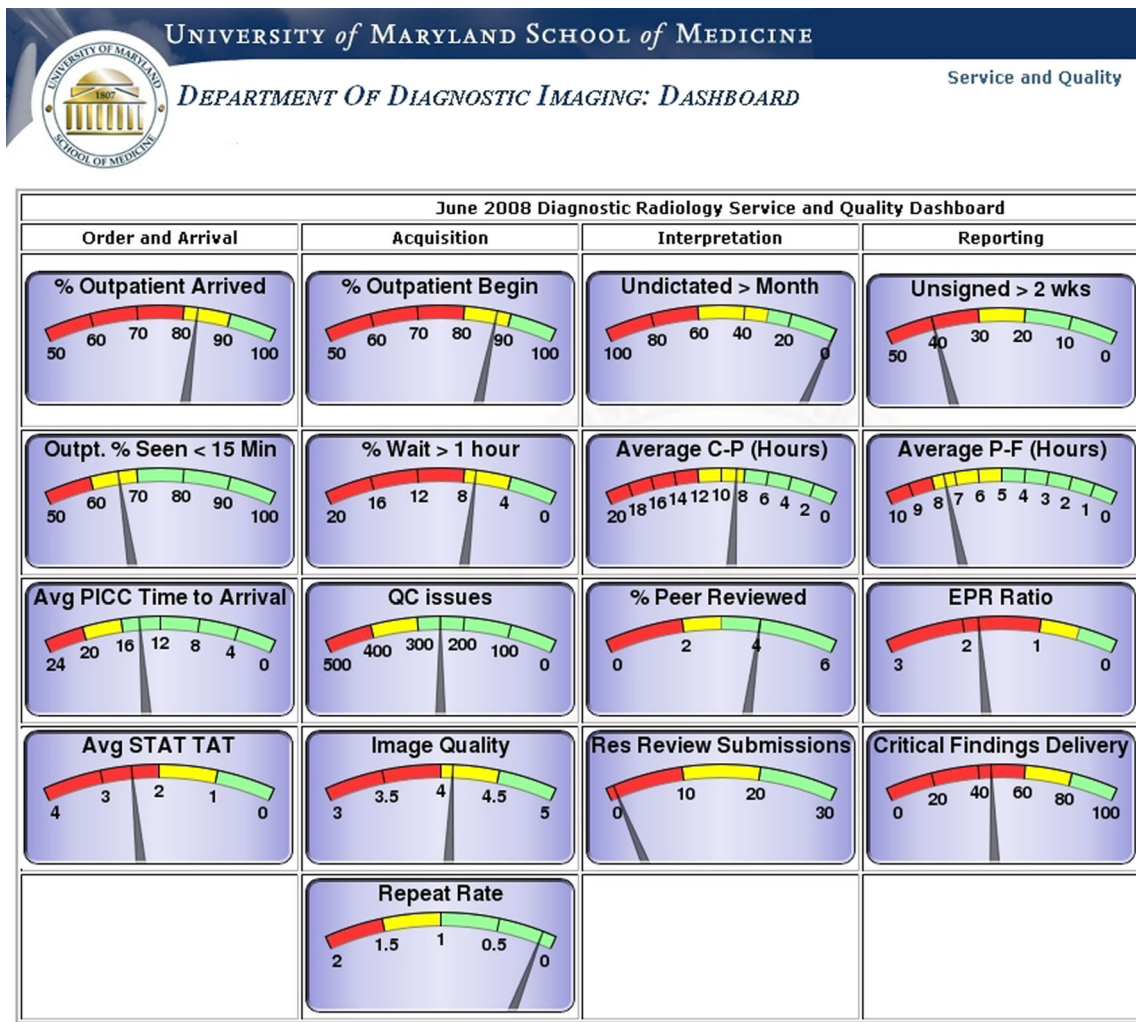 UNIVERSITY of MARYLAND SCHOOL of MEDICINE
UNIVERSITY OF MARYLAND
1807
SCHOOL OF MEDICINE
Service and Quality
DEPARTMENT OF DIAGNOSTIC IMAGING: DASHBOARD
June 2008 Diagnostic Radiology Service and Quality Dashboard
Order and Arrival
Acquisition
Interpretation
Reporting
% Outpatient Arrived
50 60 70 80 90 100
% Outpatient Begin
50 60 70 80 90 100
Undictated > Month
100 80 60 40 20 0
Unsigned > 2 wks
50 40 30 20 10 0
Outpt. % Seen < 15 Min
50 60 70 80 90 100
% Wait > 1 hour
20 16 12 8 4 0
Average C-P (Hours)
20 18 16 14 12 10 8 6 4 2 0
Average P-F (Hours)
10 9 8 7 6 5 4 3 2 1 0
Avg PICC Time to Arrival
24 20 16 12 8 4 0
QC issues
500 400 300 200 100 0
% Peer Reviewed
0 2 4 6
EPR Ratio
3 2 1 0
Avg STAT TAT
4 3 2 1 0
Image Quality
3 3.5 4 4.5 5
Res Review Submissions
0 10 20 30
Critical Findings Delivery
0 20 40 60 80 100
Repeat Rate
2 1.5 1 0.5 0